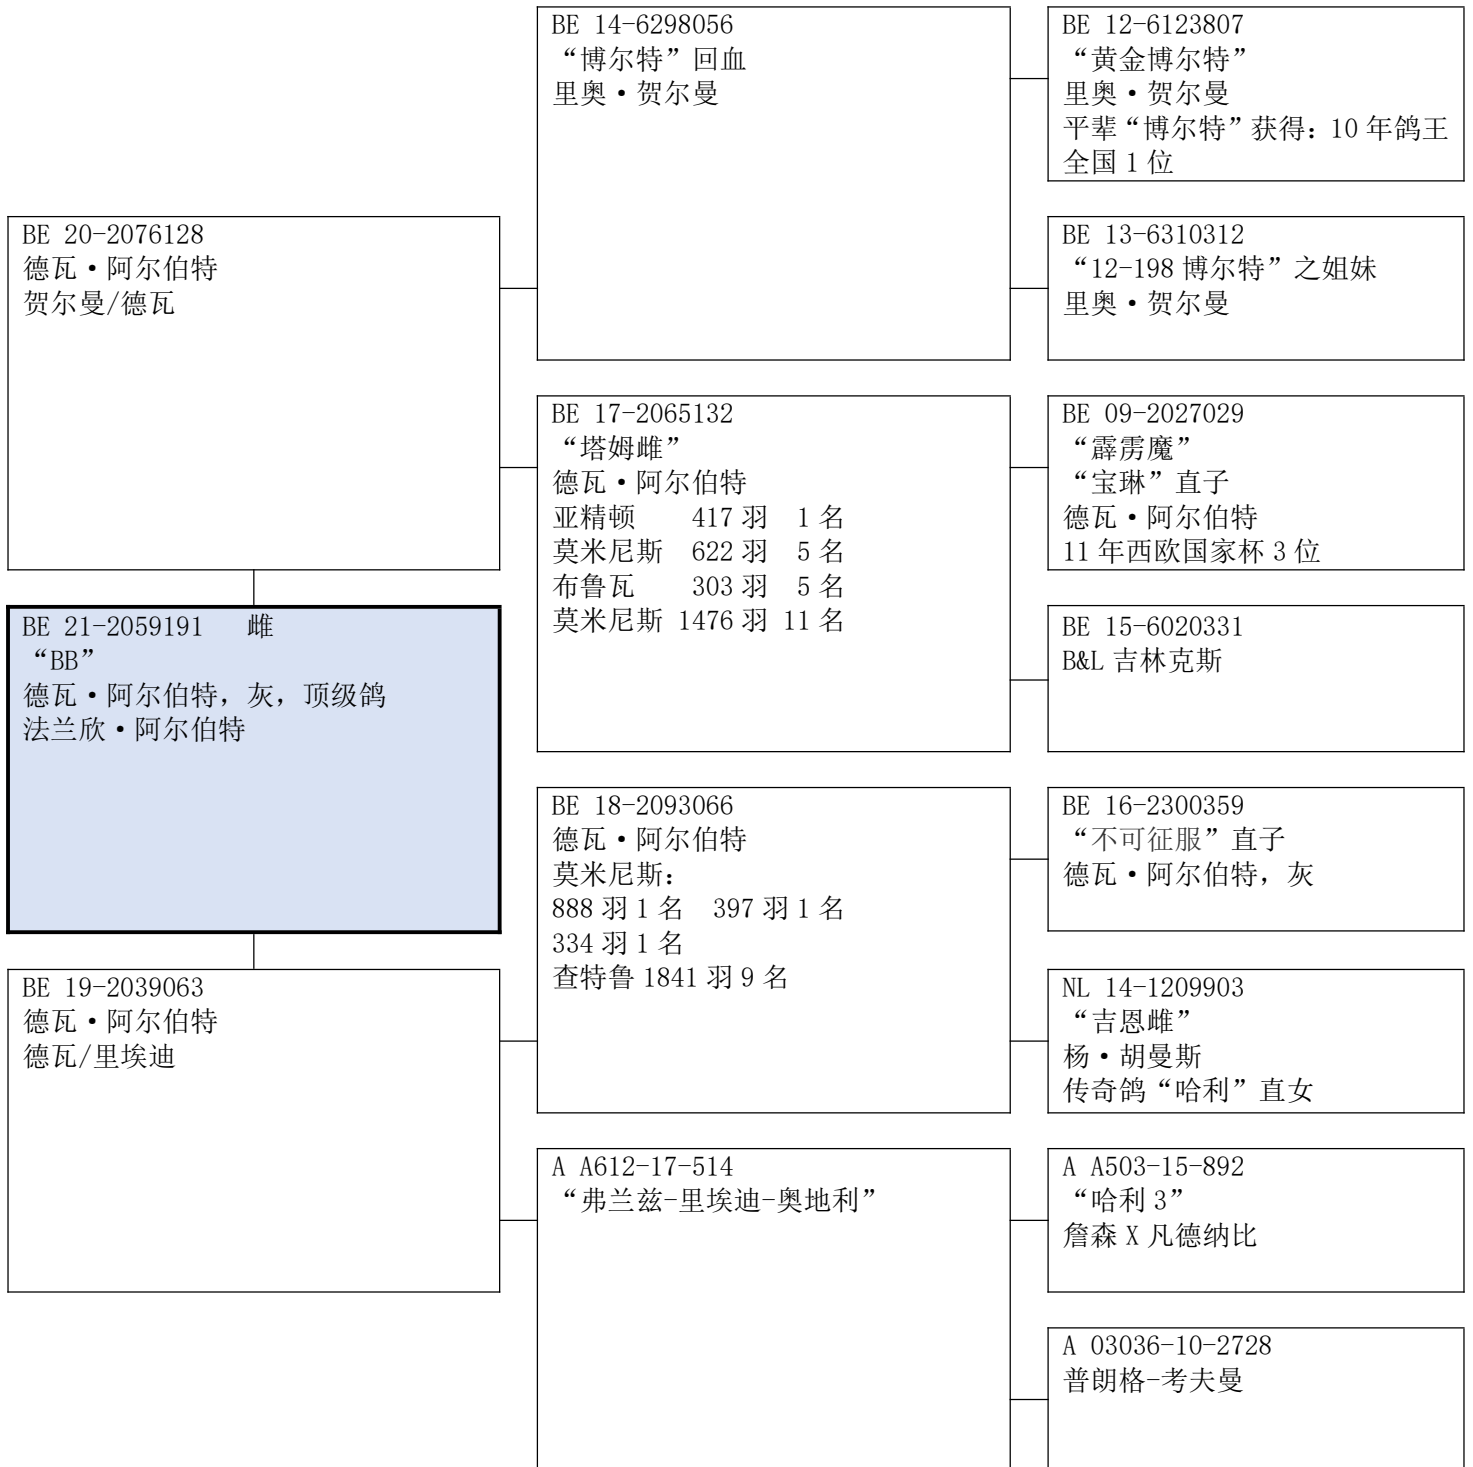 BE 14-6298056
“博尔特”回血
里奥·贺尔曼
BE 12-6123807
“黄金博尔特”
里奥·贺尔曼
平辈“博尔特”获得：10 年鸽王
全国 1 位
BE 13-6310312
“12-198 博尔特”之姐妹
里奥·贺尔曼
BE 20-2076128
德瓦·阿尔伯特
贺尔曼/德瓦
BE 17-2065132
“塔姆雌”
德瓦·阿尔伯特
亚精顿 417 羽 1 名
莫米尼斯 622 羽 5 名
布鲁瓦 303 羽 5 名
莫米尼斯 1476 羽 11 名
BE 09-2027029
“霹雳魔”
“宝琳”直子
德瓦·阿尔伯特
11 年西欧国家杯 3 位
BE 15-6020331
B&L 吉林克斯
BE 21-2059191 雌
“BB”
德瓦·阿尔伯特，灰，顶级鸽
法兰欣·阿尔伯特
BE 18-2093066
德瓦·阿尔伯特
莫米尼斯：
888 羽 1 名 397 羽 1 名
334 羽 1 名
查特鲁 1841 羽 9 名
BE 16-2300359
“不可征服”直子
德瓦·阿尔伯特，灰
NL 14-1209903
“吉恩雌”
杨·胡曼斯
传奇鸽“哈利”直女
BE 19-2039063
德瓦·阿尔伯特
德瓦/里埃迪
A A612-17-514
“弗兰兹-里埃迪-奥地利”
A A503-15-892
“哈利 3”
詹森 X 凡德纳比
A 03036-10-2728
普朗格-考夫曼